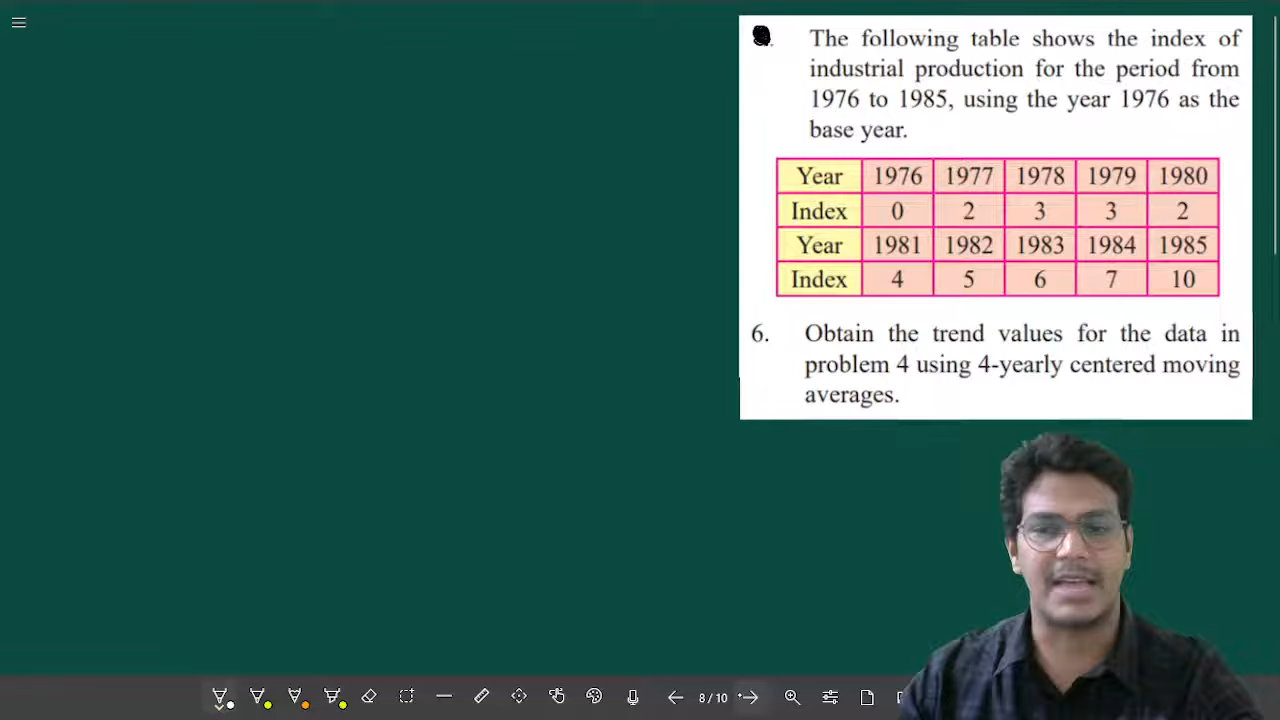 The following table shows the index of
industrial production for the period from
1976 to 1985, using the year 1976 as the
base year.
Year 1976 1977 1978 1979 1980
Index 0 2 3 3 2
Year 1981 1982 1983 1984 1985
Index 4 5 6 7 10
6. Obtain the trend values for the data in
problem 4 using 4-yearly centered moving
averages.
8/10